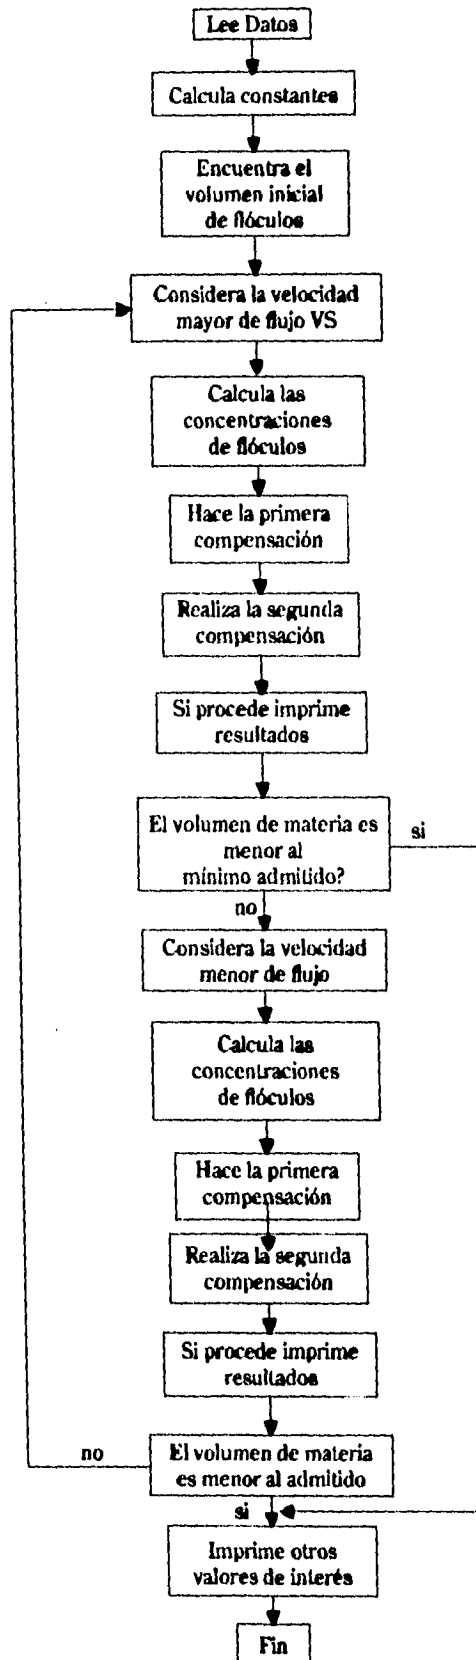 Lee Datos
Calcula constantes
Encuentra el
volumen inicial
de flóculos
Considera la velocidad
mayor de flujo VS
Calcula las
concentraciones
de flóculos
Hace la primera
compensación
Realiza la segunda
compensación
Si procede imprime
resultados
El volumen de materia es
menor al
mínimo admitido?
si
no
Considera la velocidad
menor de flujo
Calcula las
concentraciones
de flóculos
Hace la primera
compensación
Realiza la segunda
compensación
Si procede imprime
resultados
no
El volumen de materia
es menor al admitido
si
Imprime otros
valores de interés
Fin